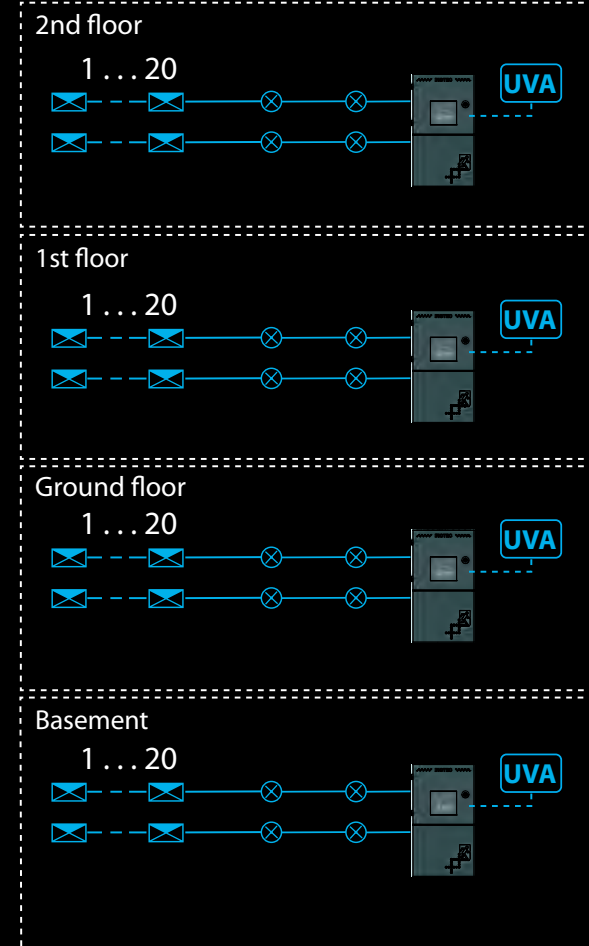 2nd floor
1 . . . 20
UVA
1st floor
1 . . . 20
UVA
Ground floor
1 . . . 20
UVA
Basement
1 . . . 20
UVA